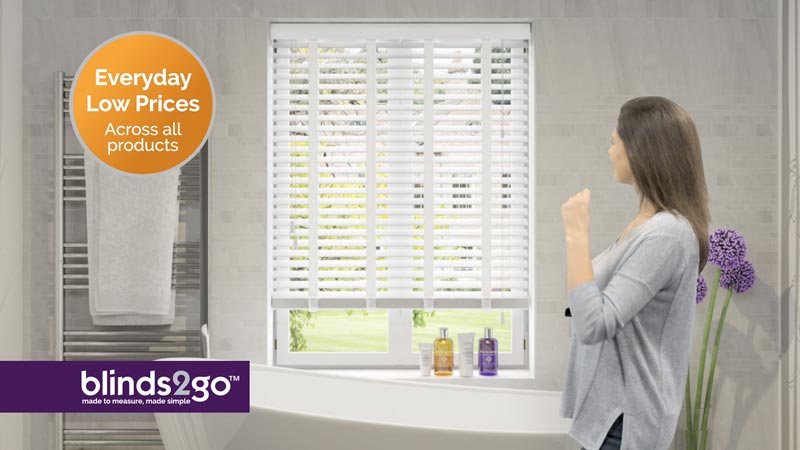 Everyday
Low Prices
Across all
products
blinds2go™
made to measure, made simple